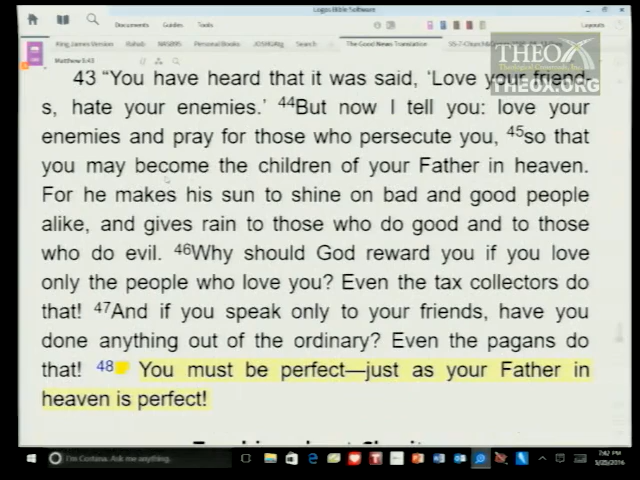 Logos Bible Software
Documents Guides Tools
Layouts
King James Version Rahab NASB95 Personal Books Search The Good News Translation
Matthew 5:43
THEOX
THEOX.ORG
43 “You have heard that it was said, ‘Love your friend-
s, hate your enemies.’ 44But now I tell you: love your
enemies and pray for those who persecute you, 45so that
you may become the children of your Father in heaven.
For he makes his sun to shine on bad and good people
alike, and gives rain to those who do good and to those
who do evil. 46Why should God reward you if you love
only the people who love you? Even the tax collectors do
that! 47And if you speak only to your friends, have you
done anything out of the ordinary? Even the pagans do
that! 48 You must be perfect—just as your Father in
heaven is perfect!
I'm Cortana. Ask me anything.
7:42 PM
5/25/2016